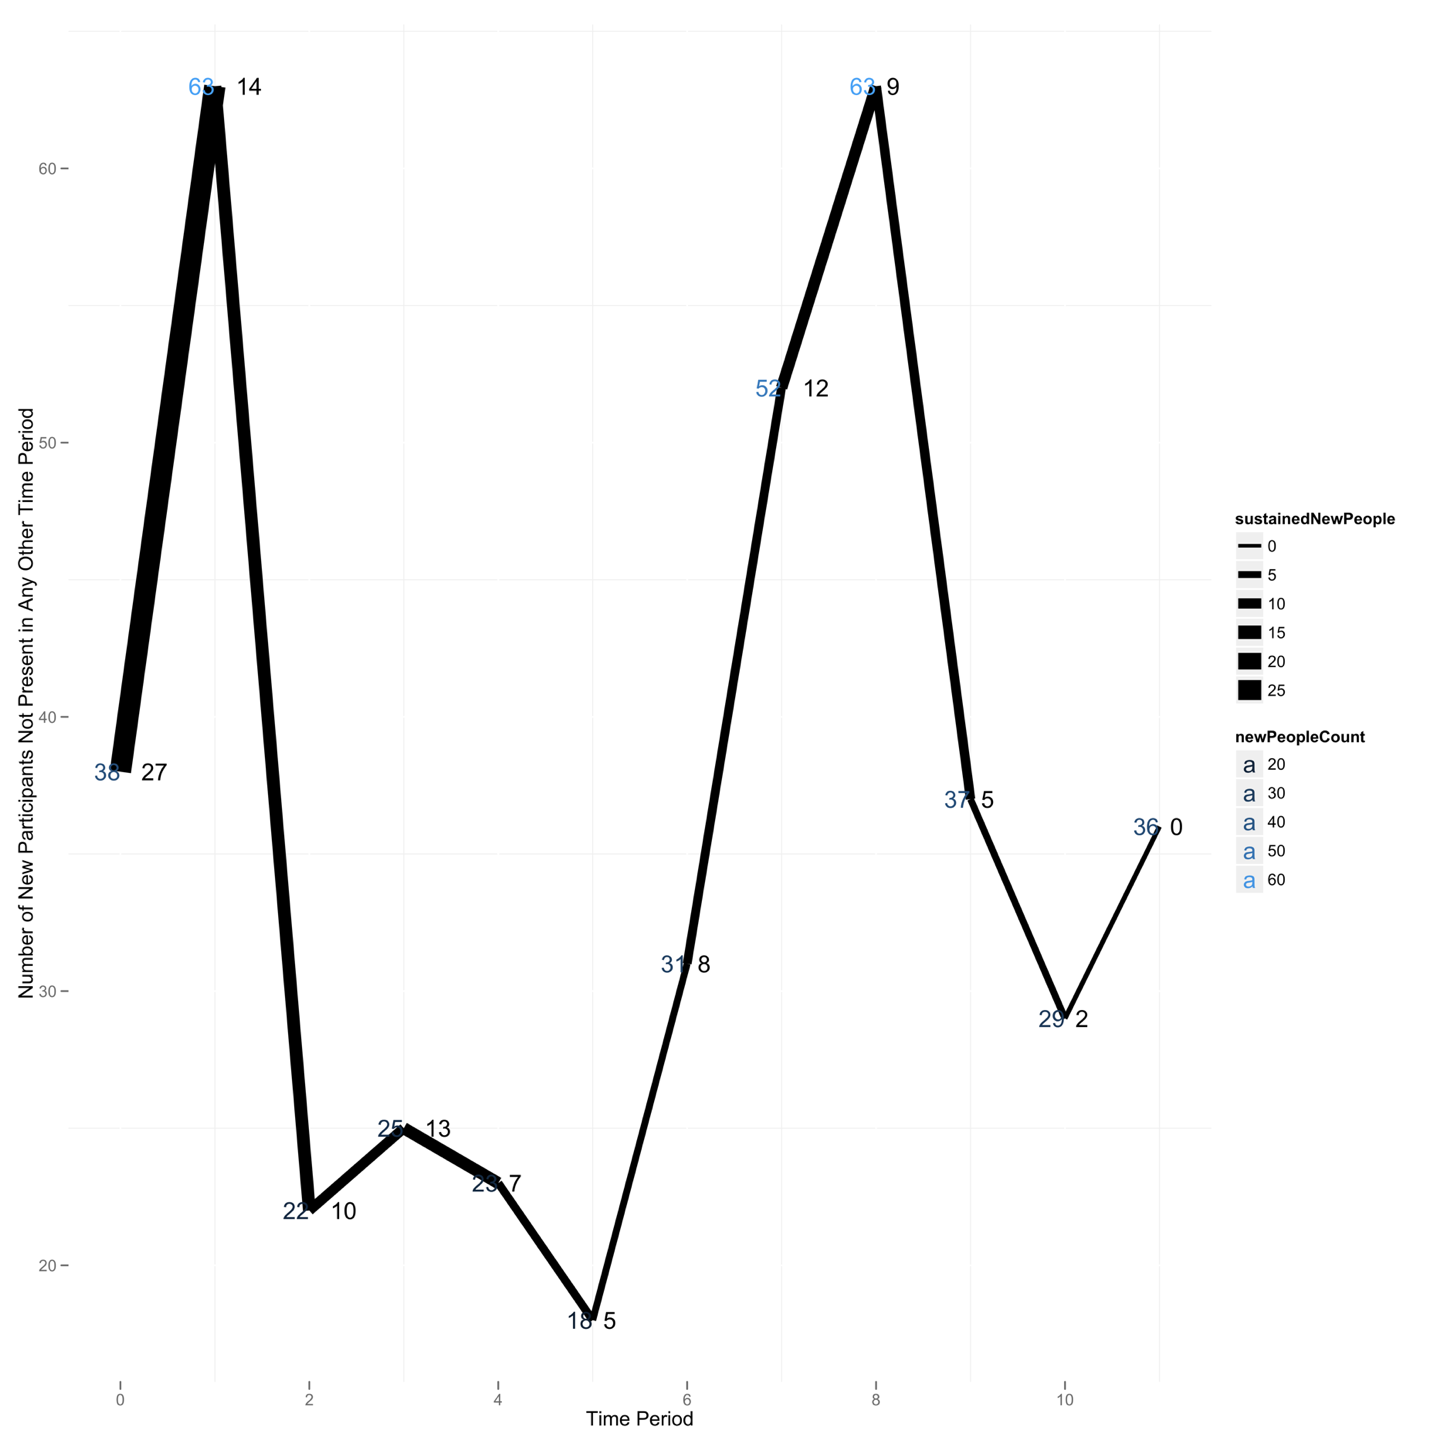 63 14
63 9
60
52 12
50
Number of New Participants Not Present in Any Other Time Period
sustainedNewPeople
0
5
10
15
20
25
40
newPeopleCount
a 20
a 30
a 40
a 50
a 60
38 27
37 5
36 0
31 8
30
29 2
25 13
23 7
22 10
20
18 5
0 2 4 6 8 10
Time Period